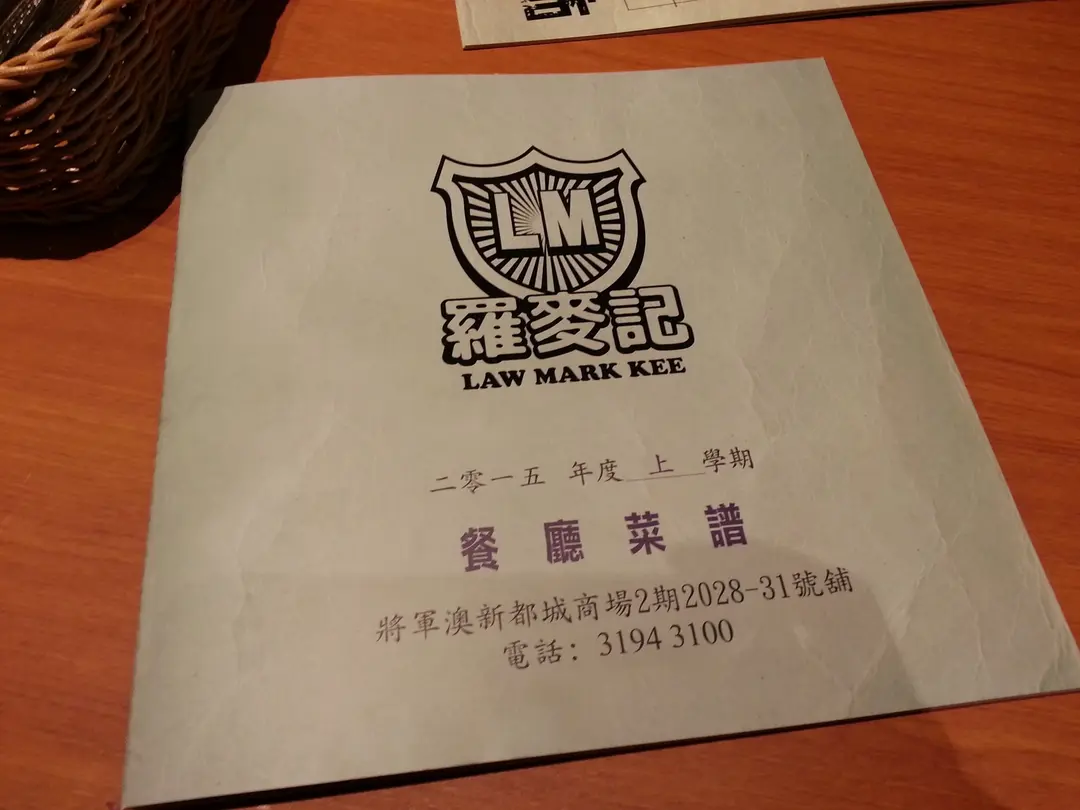 LM
羅麥記
LAW MARK KEE
二零一五 年度 上 學期
餐廳菜譜
將軍澳新都城商場2期2028-31號舖
電話：3194 3100